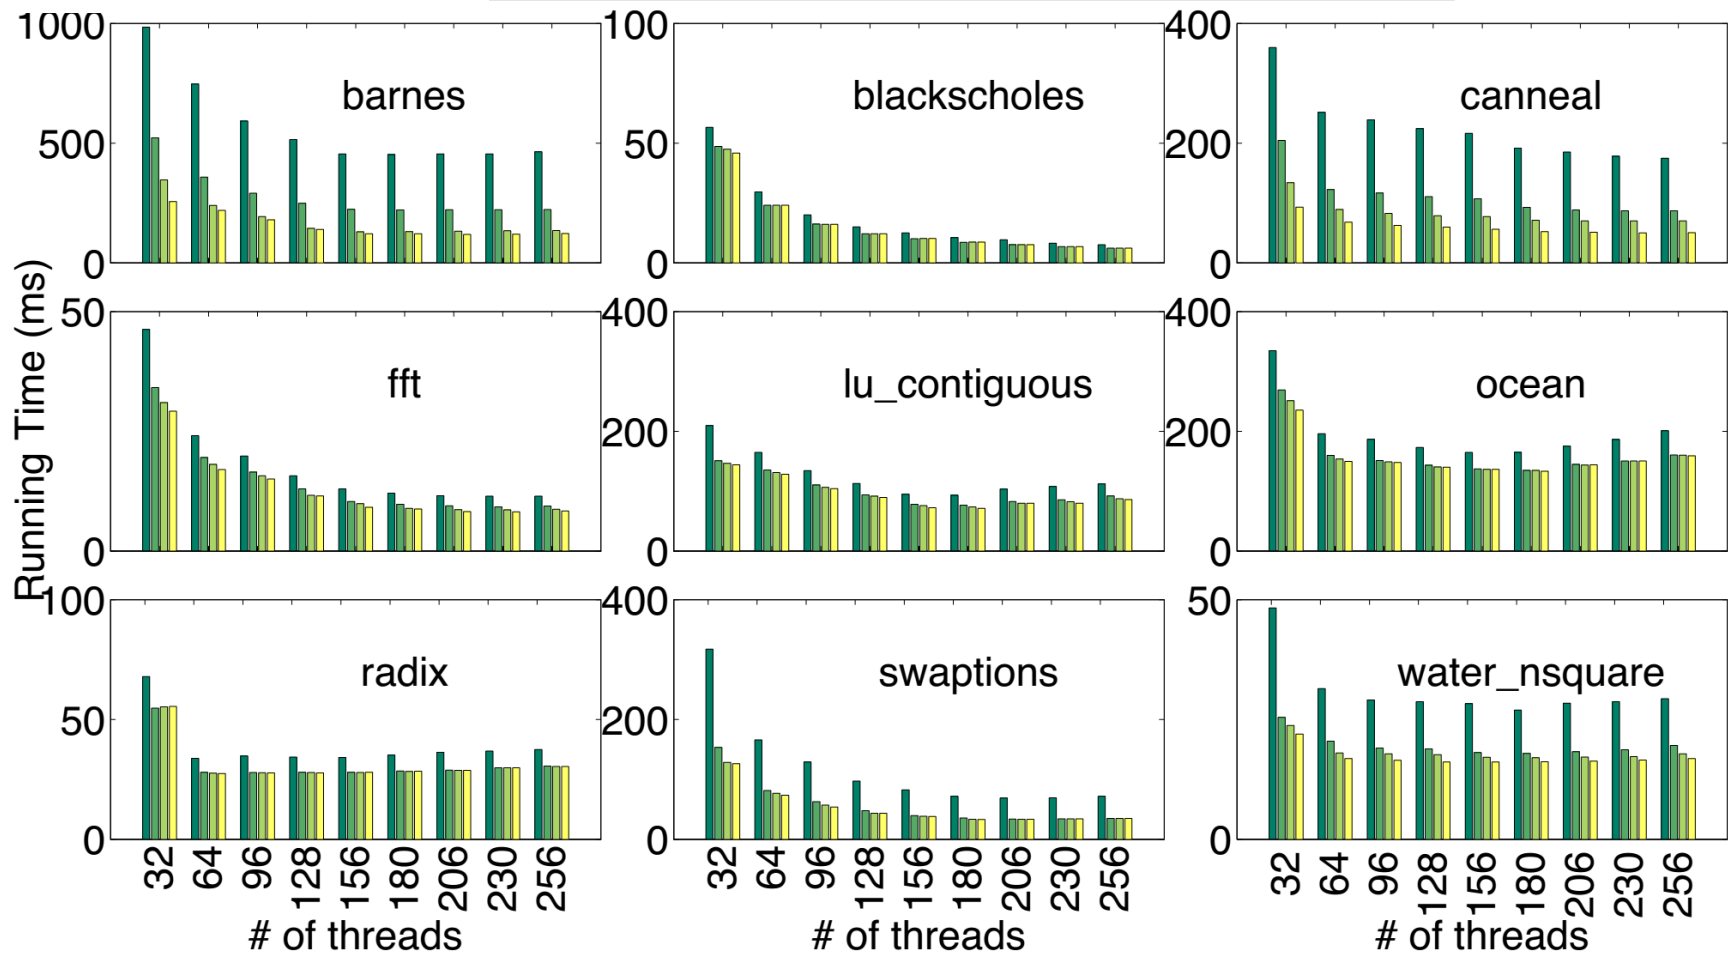 Running Time (ms)
1000
500
0
barnes
100
50
0
blackscholes
400
200
0
canneal
50
0
fft
400
200
0
lu_contiguous
400
200
0
ocean
100
50
0
radix
32 64 96 128 156 180 206 230 256
# of threads
400
200
0
swaptions
32 64 96 128 156 180 206 230 256
# of threads
50
0
water_nsquare
32 64 96 128 156 180 206 230 256
# of threads